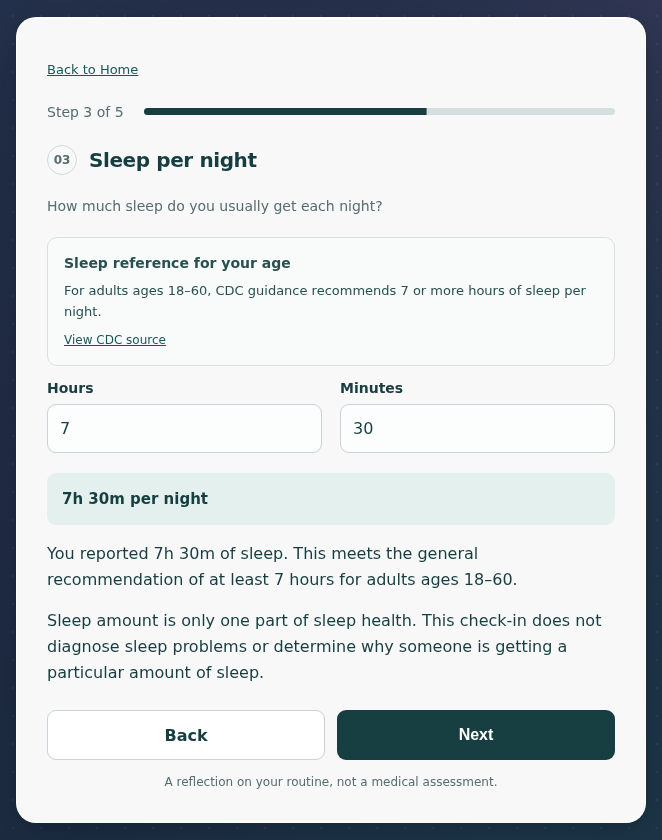 Back to Home
Step 3 of 5
03 Sleep per night
How much sleep do you usually get each night?
Sleep reference for your age
For adults ages 18–60, CDC guidance recommends 7 or more hours of sleep per
night.
View CDC source
Hours Minutes
7 30
7h 30m per night
You reported 7h 30m of sleep. This meets the general
recommendation of at least 7 hours for adults ages 18–60.
Sleep amount is only one part of sleep health. This check-in does not
diagnose sleep problems or determine why someone is getting a
particular amount of sleep.
Back Next
A reflection on your routine, not a medical assessment.